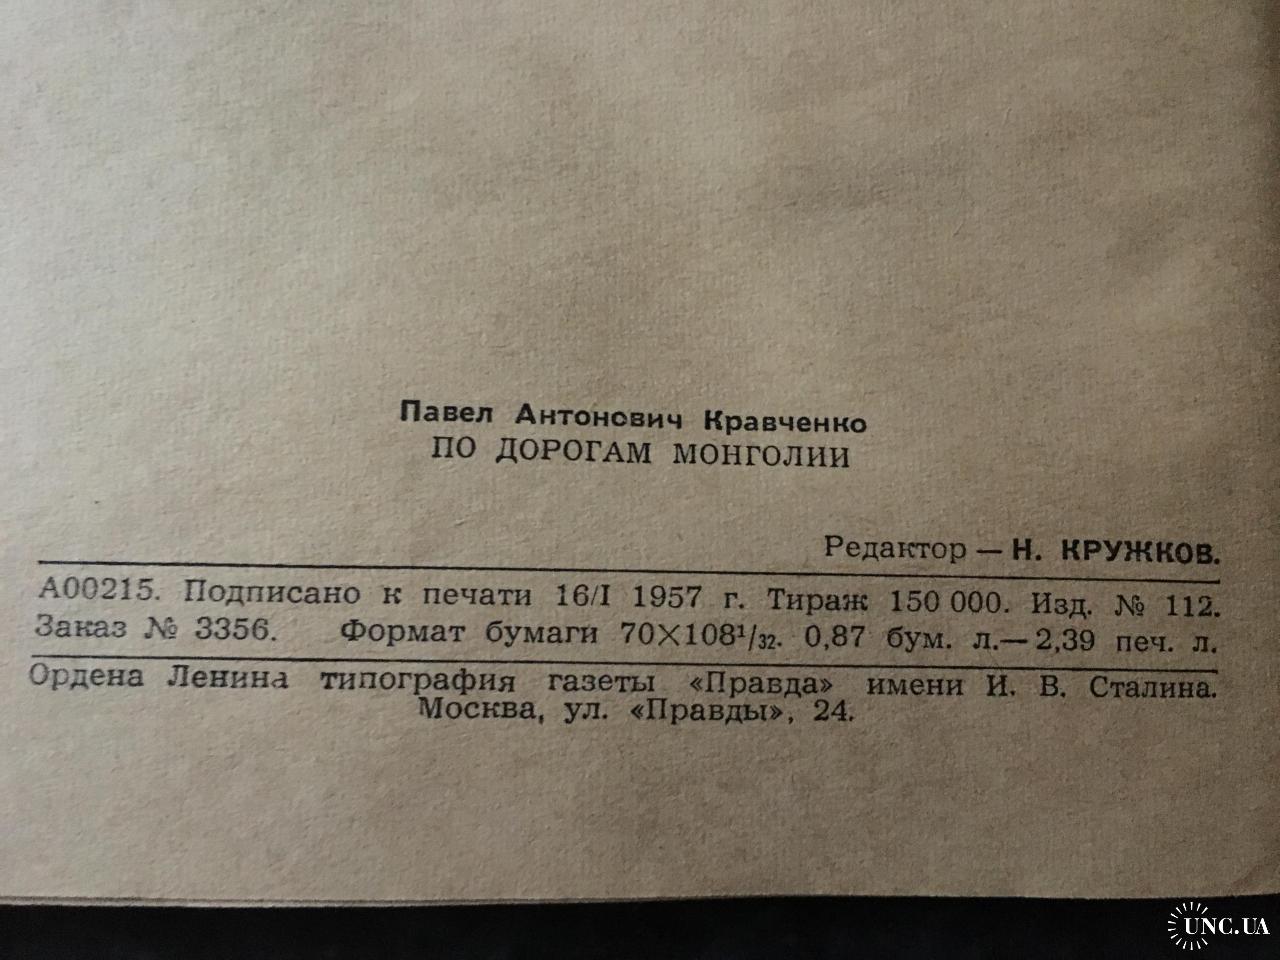 Павел Антонович Кравченко
ПО ДОРОГАМ МОНГОЛИИ
Редактор — Н. КРУЖКОВ.
А00215. Подписано к печати 16/I 1957 г. Тираж 150 000. Изд. № 112.
Заказ № 3356. Формат бумаги 70×108¹/₃₂. 0,87 бум. л.— 2,39 печ. л.
Ордена Ленина типография газеты «Правда» имени И. В. Сталина.
Москва, ул. «Правды», 24.
UNC.UA